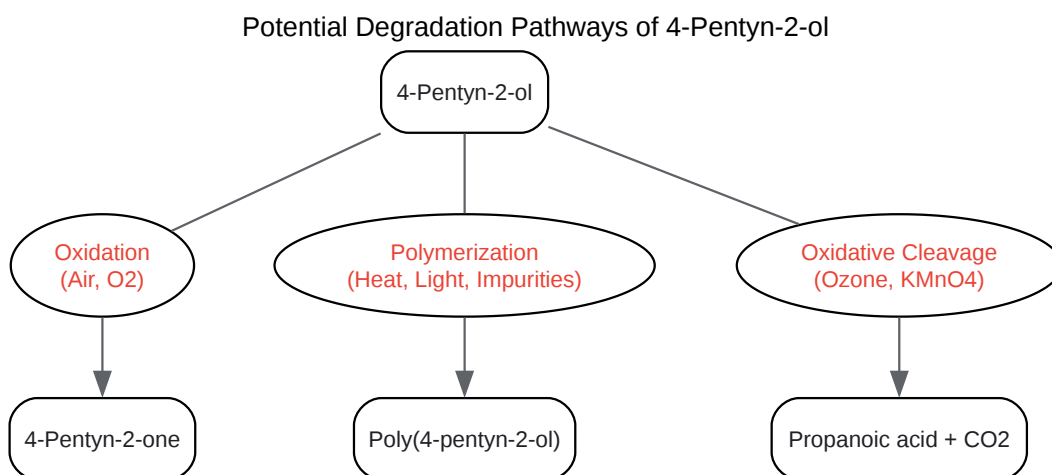 Potential Degradation Pathways of 4-Pentyn-2-ol
4-Pentyn-2-ol
Oxidation
(Air, O2)
Polymerization
(Heat, Light, Impurities)
Oxidative Cleavage
(Ozone, KMnO4)
4-Pentyn-2-one
Poly(4-pentyn-2-ol)
Propanoic acid + CO2